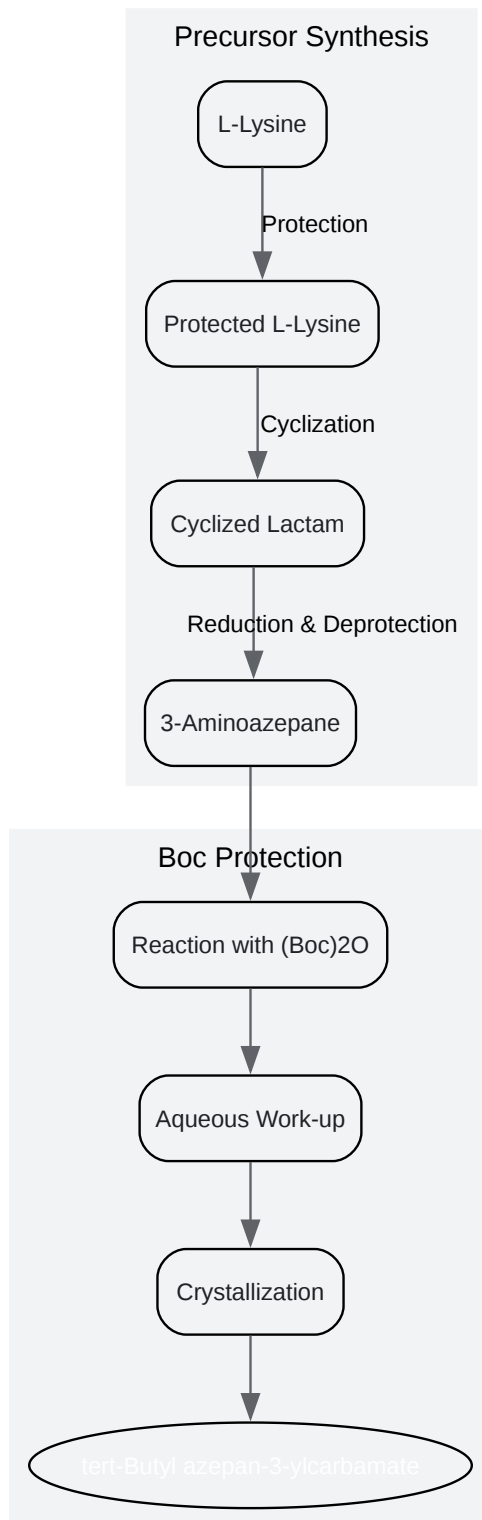 Precursor Synthesis
L-Lysine
Protection
Protected L-Lysine
Cyclization
Cyclized Lactam
Reduction & Deprotection
3-Aminoazepane
Boc Protection
Reaction with (Boc)2O
Aqueous Work-up
Crystallization
tert-Butyl azepan-3-ylcarbamate